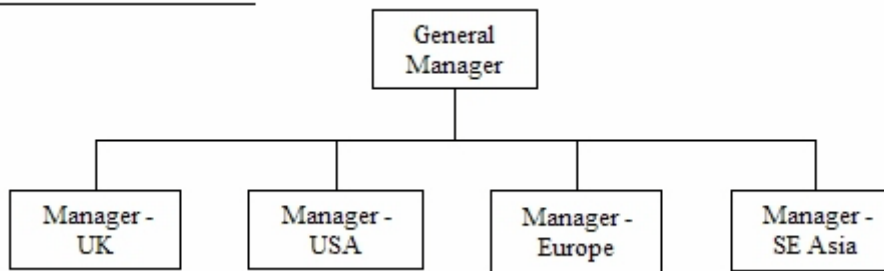 General
Manager
Manager -
UK
Manager -
USA
Manager -
Europe
Manager -
SE Asia